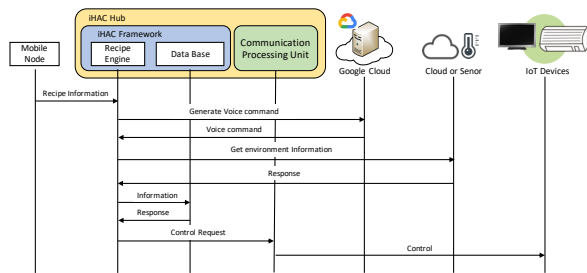 iHAC Hub
iHAC Framework
Mobile
Node
Recipe
Engine
Data Base
Communication
Processing Unit
Google Cloud
Cloud or Senor
IoT Devices
Recipe Information
Generate Voice command
Voice command
Get environment Information
Response
Information
Response
Control Request
Control